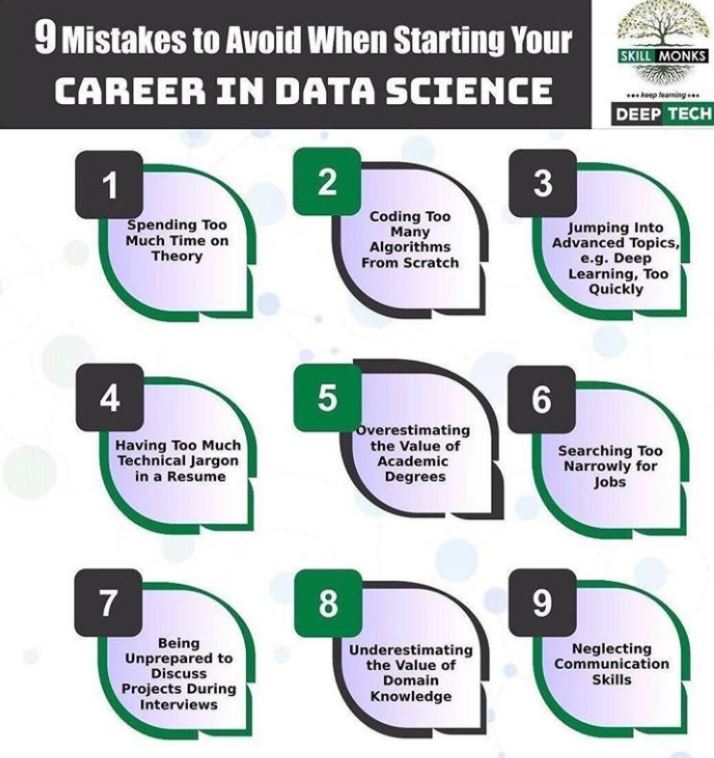 9 Mistakes to Avoid When Starting Your
CAREER IN DATA SCIENCE
SKILL MONKS
keep learning
DEEP TECH
1
Spending Too
Much Time on
Theory
2
Coding Too
Many
Algorithms
From Scratch
3
Jumping Into
Advanced Topics,
e.g. Deep
Learning, Too
Quickly
4
Having Too Much
Technical Jargon
in a Resume
5
Overestimating
the Value of
Academic
Degrees
6
Searching Too
Narrowly for
Jobs
7
Being
Unprepared to
Discuss
Projects During
Interviews
8
Underestimating
the Value of
Domain
Knowledge
9
Neglecting
Communication
Skills